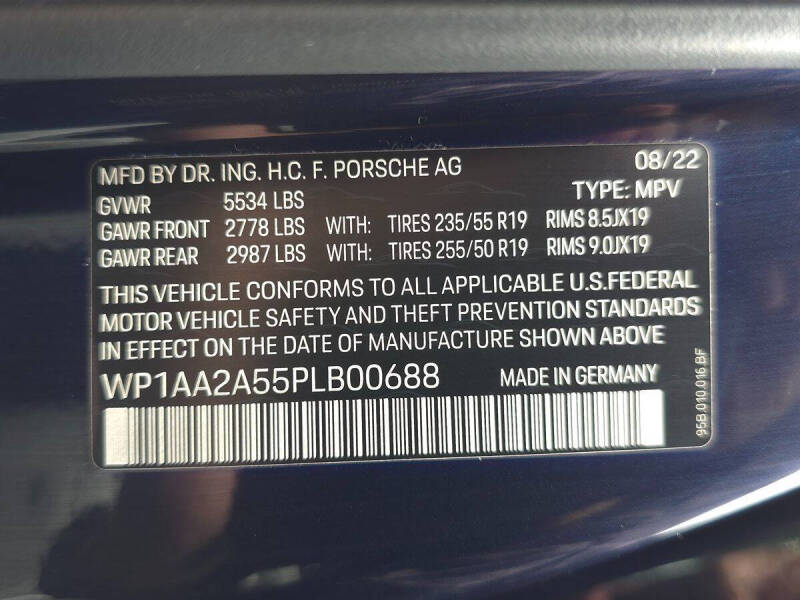 MFD BY DR. ING. H.C. F. PORSCHE AG 08/22
GVWR 5534 LBS TYPE: MPV
GAWR FRONT 2778 LBS WITH: TIRES 235/55 R19 RIMS 8.5JX19
GAWR REAR 2987 LBS WITH: TIRES 255/50 R19 RIMS 9.0JX19
THIS VEHICLE CONFORMS TO ALL APPLICABLE U.S.FEDERAL
MOTOR VEHICLE SAFETY AND THEFT PREVENTION STANDARDS
IN EFFECT ON THE DATE OF MANUFACTURE SHOWN ABOVE
WP1AA2A55PLB00688 MADE IN GERMANY
95B.010.016 BF